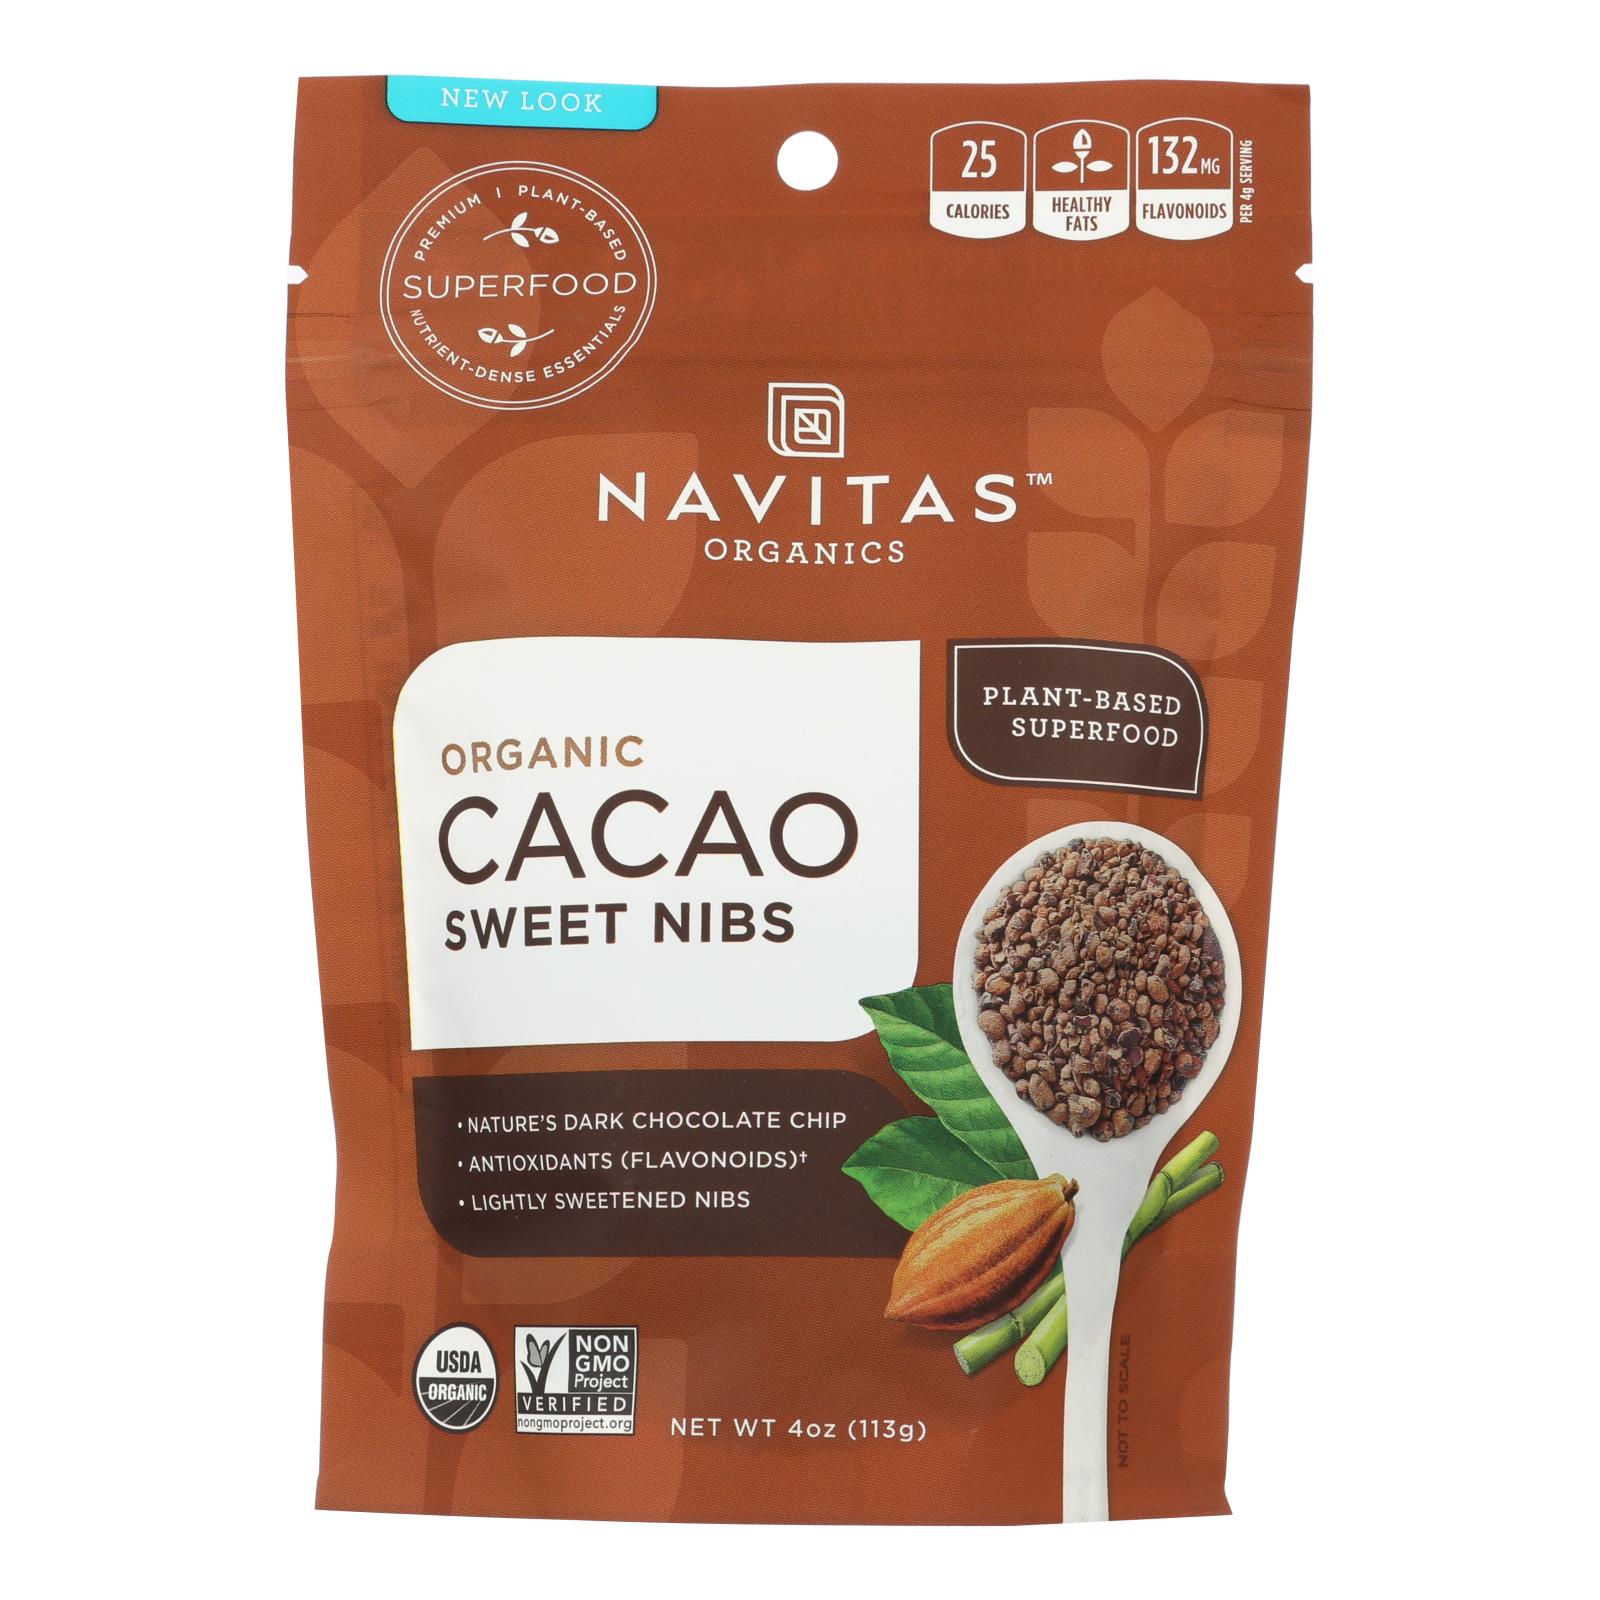 NEW LOOK
PREMIUM | PLANT-BASED
SUPERFOOD
NUTRIENT-DENSE ESSENTIALS
25
CALORIES
HEALTHY
FATS
132MG
FLAVONOIDS
PER 4g SERVING
NAVITAS™
ORGANICS
ORGANIC
CACAO
SWEET NIBS
PLANT-BASED
SUPERFOOD
• NATURE'S DARK CHOCOLATE CHIP
• ANTIOXIDANTS (FLAVONOIDS)†
• LIGHTLY SWEETENED NIBS
USDA
ORGANIC
NON
GMO
Project
VERIFIED
nongmoproject.org
NET WT 4oz (113g)
NOT TO SCALE